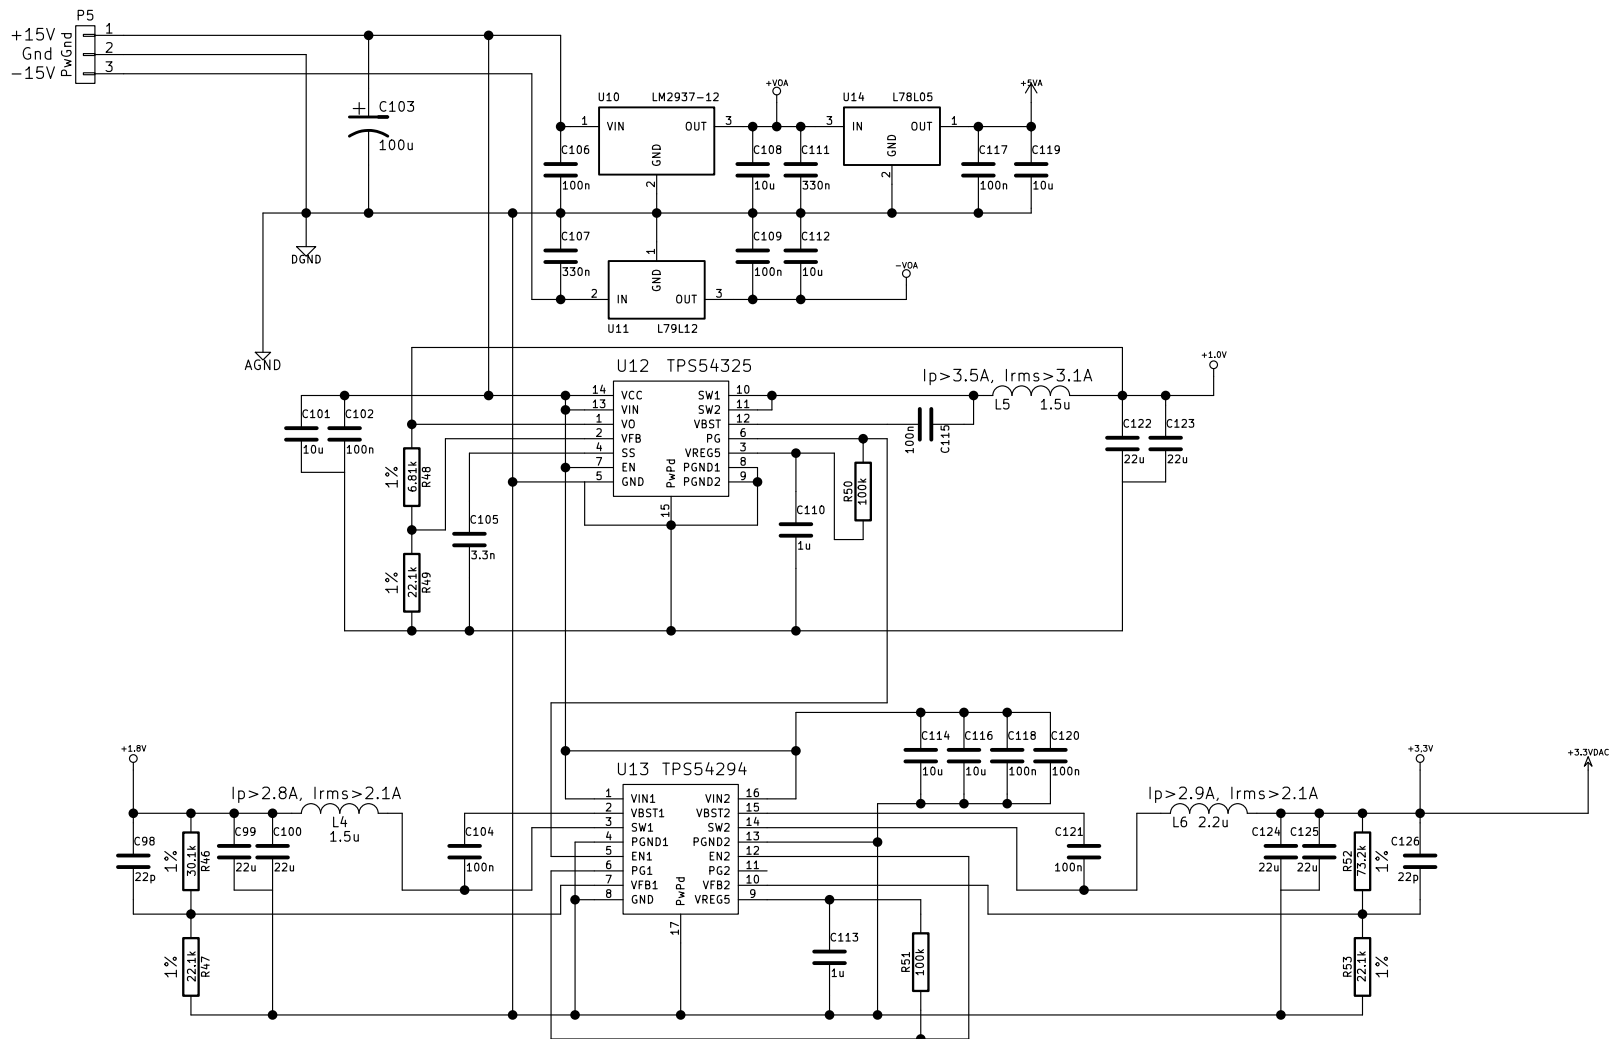 P5
+15V 1
Gnd 2
-15V 3
PwGnd
C103
+
100u
DGND
AGND
U10 LM2937-12
1 VIN OUT 3
GND
2
C106
100n
+VOA
C108
10u
C111
330n
U14 L78L05
3 IN OUT 1
GND
2
+5VA
C117
100n
C119
10u
C107
330n
1
GND
2 IN OUT 3
U11 L79L12
C109
100n
C112
10u
-VOA
U12 TPS54325
14 VCC SW1 10
13 VIN SW2 11
1 VO VBST 12
2 VFB PG 6
4 SS VREG5 3
7 EN PGND1 8
5 GND PGND2 9
PwPd
15
C101
10u
C102
100n
1%
6.81k
R48
1%
22.1k
R49
C105
3.3n
C110
1u
R50
100k
100n
C115
Ip>3.5A, Irms>3.1A
L5 1.5u
+1.0V
C122
22u
C123
22u
U13 TPS54294
1 VIN1 VIN2 16
2 VBST1 VBST2 15
3 SW1 SW2 14
4 PGND1 PGND2 13
5 EN1 EN2 12
6 PG1 PG2 11
7 VFB1 VFB2 10
8 GND VREG5 9
PwPd
17
+1.8V
Ip>2.8A, Irms>2.1A
L4
1.5u
C98
22p
1%
30.1k
R46
C99
22u
C100
22u
C104
100n
1%
22.1k
R47
C114
10u
C116
10u
C118
100n
C120
100n
C113
1u
R51
100k
C121
100n
Ip>2.9A, Irms>2.1A
L6 2.2u
C124
22u
C125
22u
R52
73.2k
1%
C126
22p
R53
22.1k
1%
+3.3V
+3.3VDAC